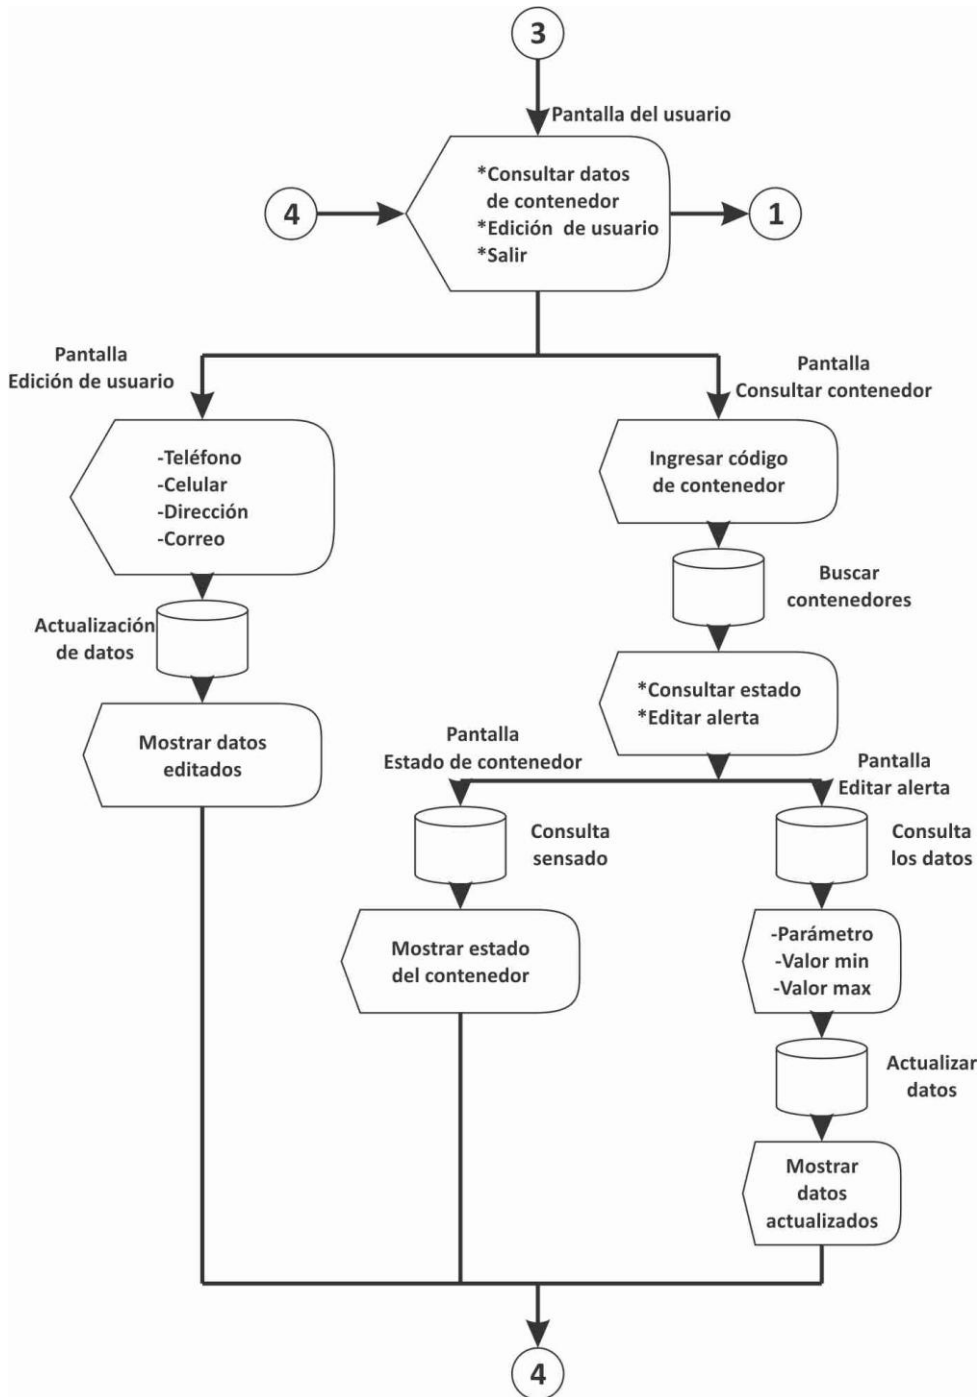 3
Pantalla del usuario
*Consultar datos
de contenedor
*Edición de usuario
*Salir
4
1
Pantalla
Edición de usuario
Pantalla
Consultar contenedor
-Teléfono
-Celular
-Dirección
-Correo
Ingresar código
de contenedor
Buscar
contenedores
Actualización
de datos
*Consultar estado
*Editar alerta
Mostrar datos
editados
Pantalla
Estado de contenedor
Pantalla
Editar alerta
Consulta
sensado
Consulta
los datos
Mostrar estado
del contenedor
-Parámetro
-Valor min
-Valor max
Actualizar
datos
Mostrar
datos
actualizados
4